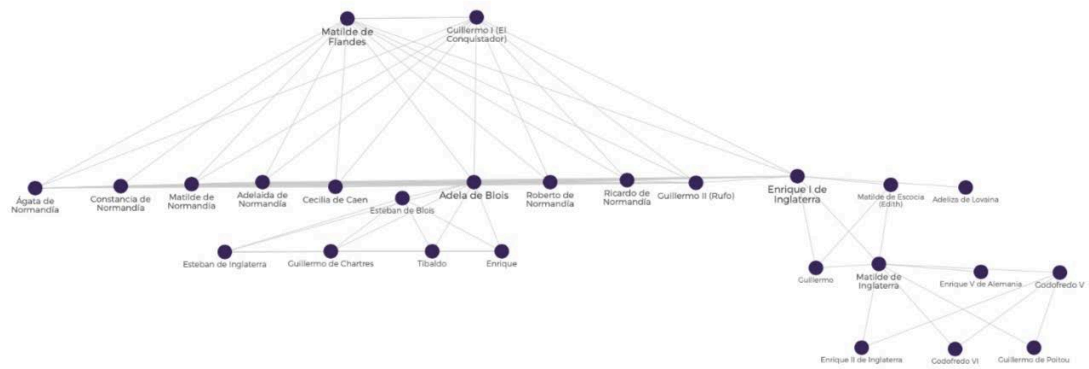 Matilde de
Flandes
Guillermo I (El
Conquistador)
Ágata de
Normandía
Constancia de
Normandía
Matilde de
Normandía
Adelaida de
Normandía
Cecilia de Caen
Esteban de Blois
Adela de Blois
Roberto de
Normandía
Ricardo de
Normandía
Guillermo II (Rufo)
Enrique I de
Inglaterra
Matilde de Escocia
(Edith)
Adeliza de Lovaina
Esteban de Inglaterra
Guillermo de Chartres
Tibaldo
Enrique
Guillermo
Matilde de
Inglaterra
Enrique V de Alemania
Godofredo V
Enrique II de Inglaterra
Godofredo VI
Guillermo de Poitou